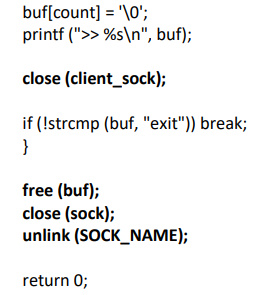 buf[count] = '\0';
printf (">> %s\n", buf);
close (client_sock);
if (!strcmp (buf, "exit")) break;
}
free (buf);
close (sock);
unlink (SOCK_NAME);
return 0;